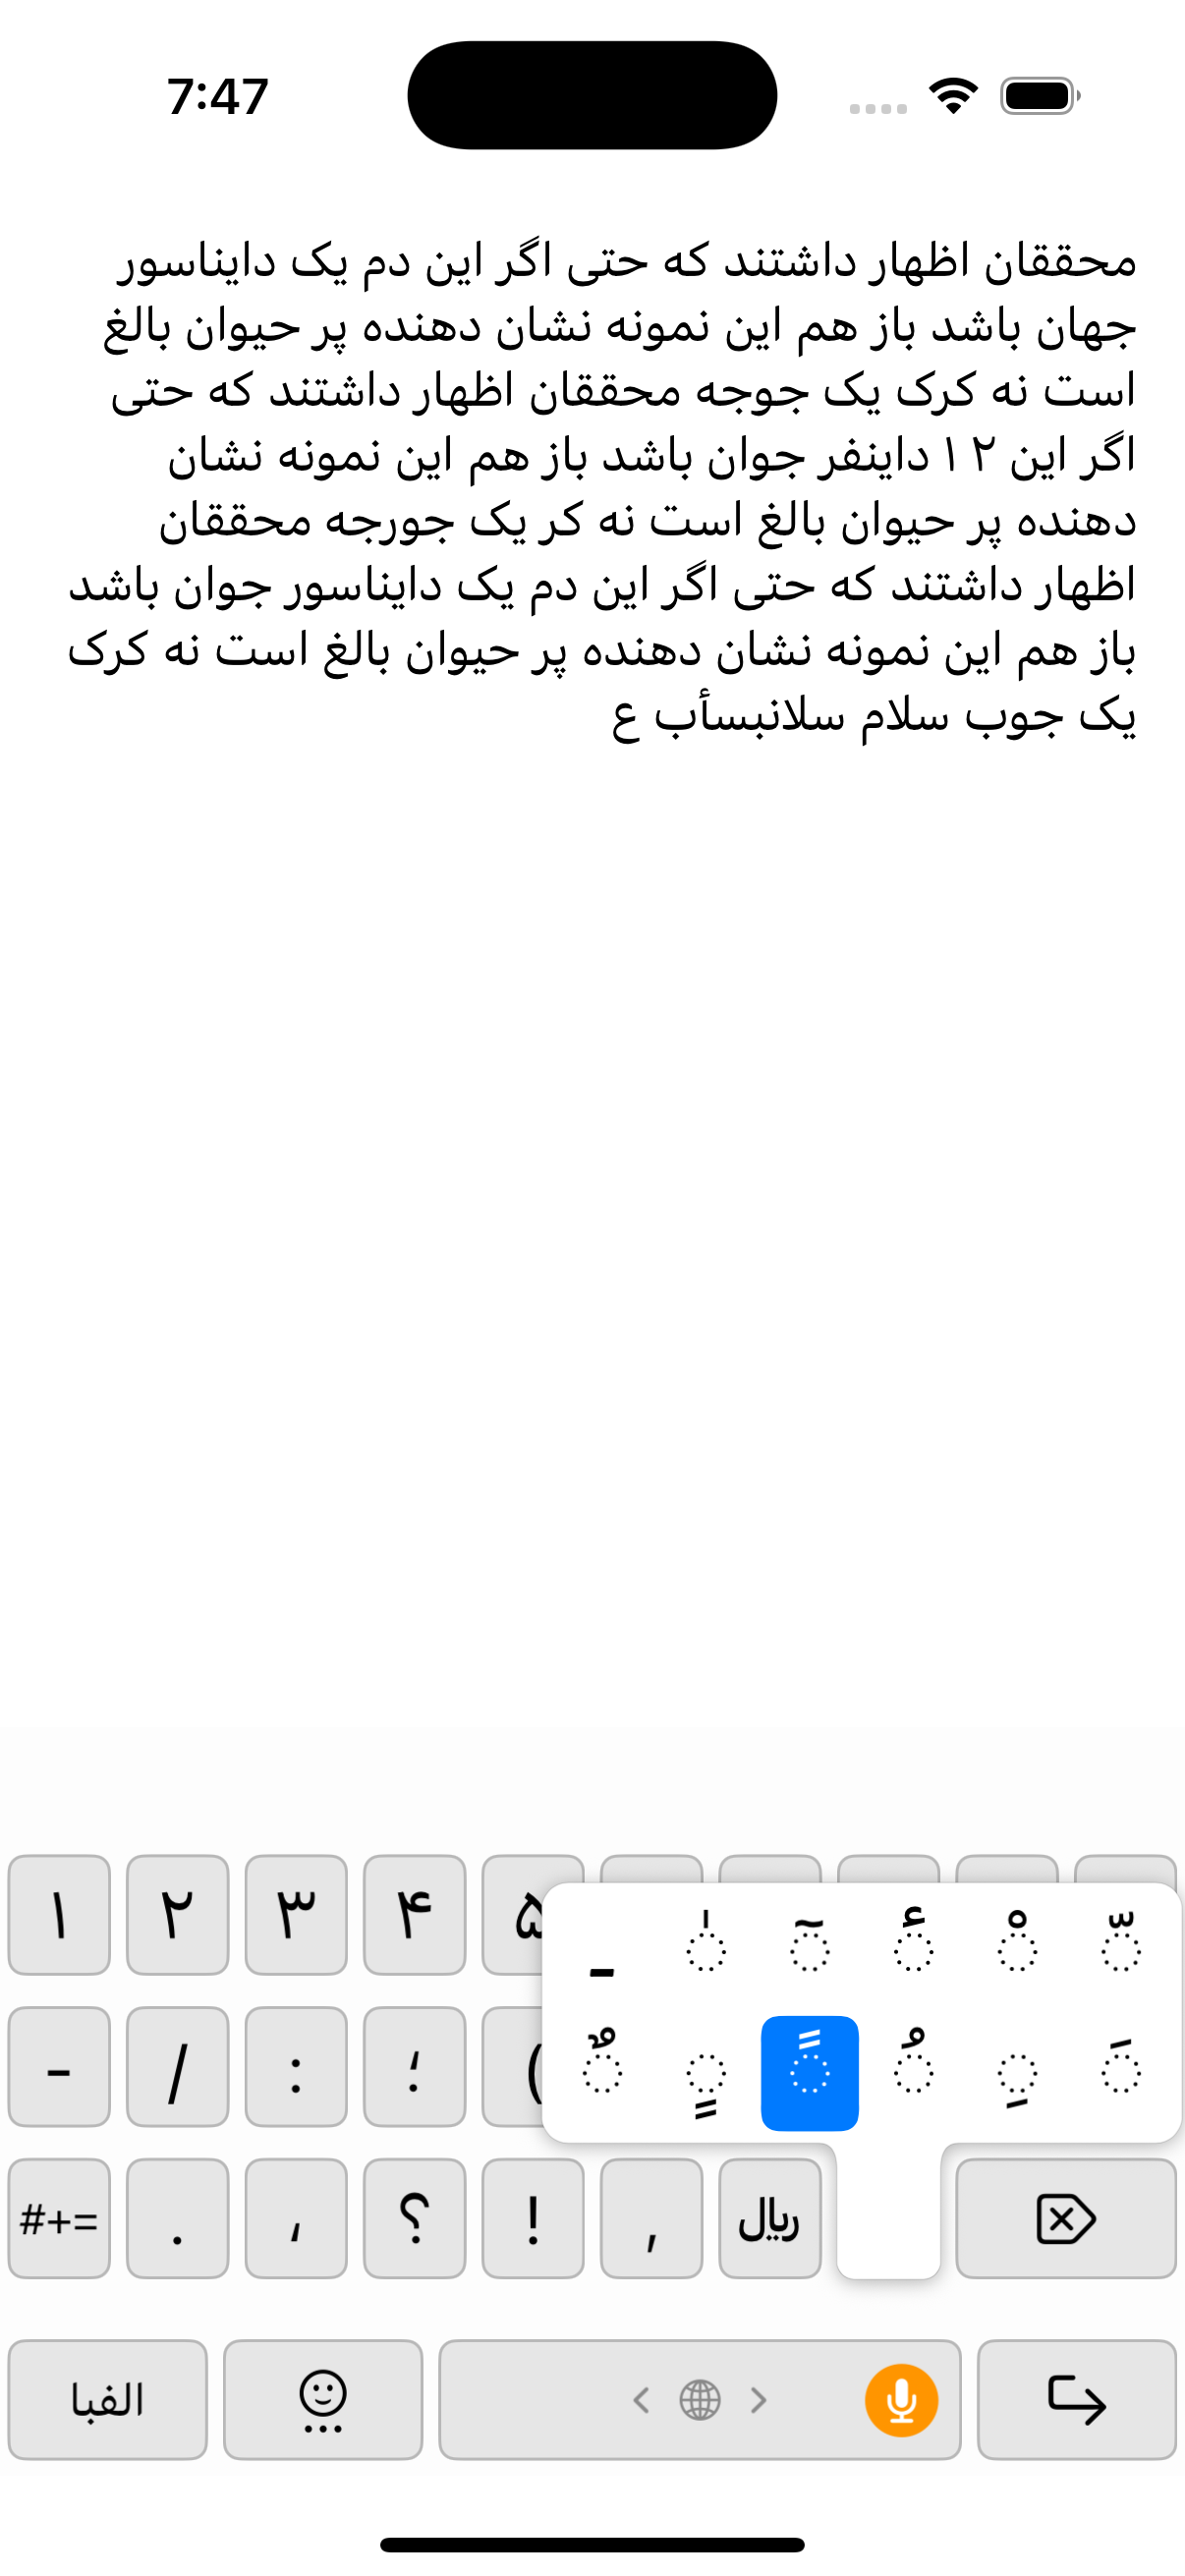 7:47
محققان اظهار داشتند که حتی اگر این دم یک دایناسور
جهان باشد باز هم این نمونه نشان دهنده پر حیوان بالغ
است نه کرک یک جوجه محققان اظهار داشتند که حتی
اگر این ۱۲ داینفر جوان باشد باز هم این نمونه نشان
دهنده پر حیوان بالغ است نه کر یک جورجه محققان
اظهار داشتند که حتی اگر این دم یک دایناسور جوان باشد
باز هم این نمونه نشان دهنده پر حیوان بالغ است نه کرک
یک جوب سلام سلانبسأب ع
۱ ۲ ۳ ۴ ۵
ـ ◌ٰ ◌ٓ ◌ٔ ◌ْ ◌ّ
- / : ؛ (
◌ٌ ◌ٍ ◌ً ◌ُ ◌ِ ◌َ
#+= . ، ؟ ! , ﷼
الفبا